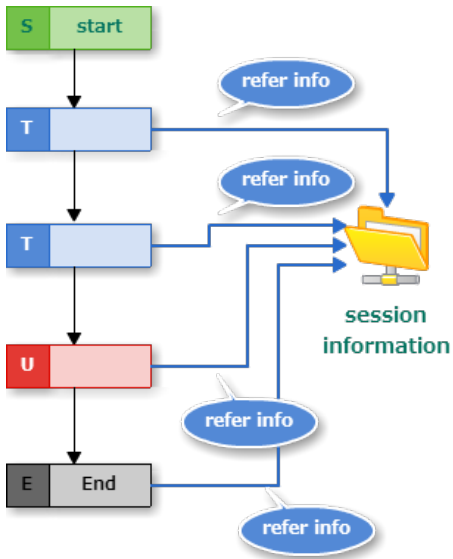 S start
refer info
T
refer info
T
session
information
U
refer info
E End
refer info